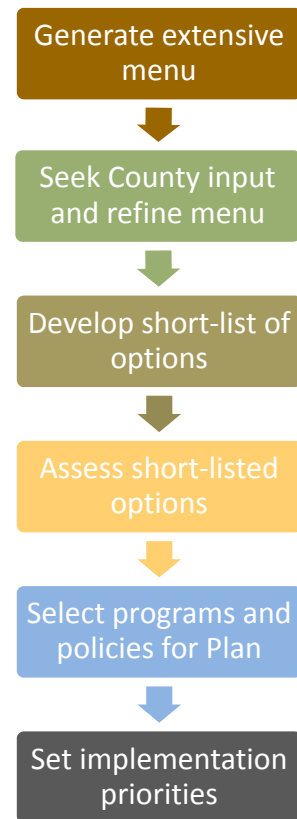 Generate extensive
menu
Seek County input
and refine menu
Develop short-list of
options
Assess short-listed
options
Select programs and
policies for Plan
Set implementation
priorities